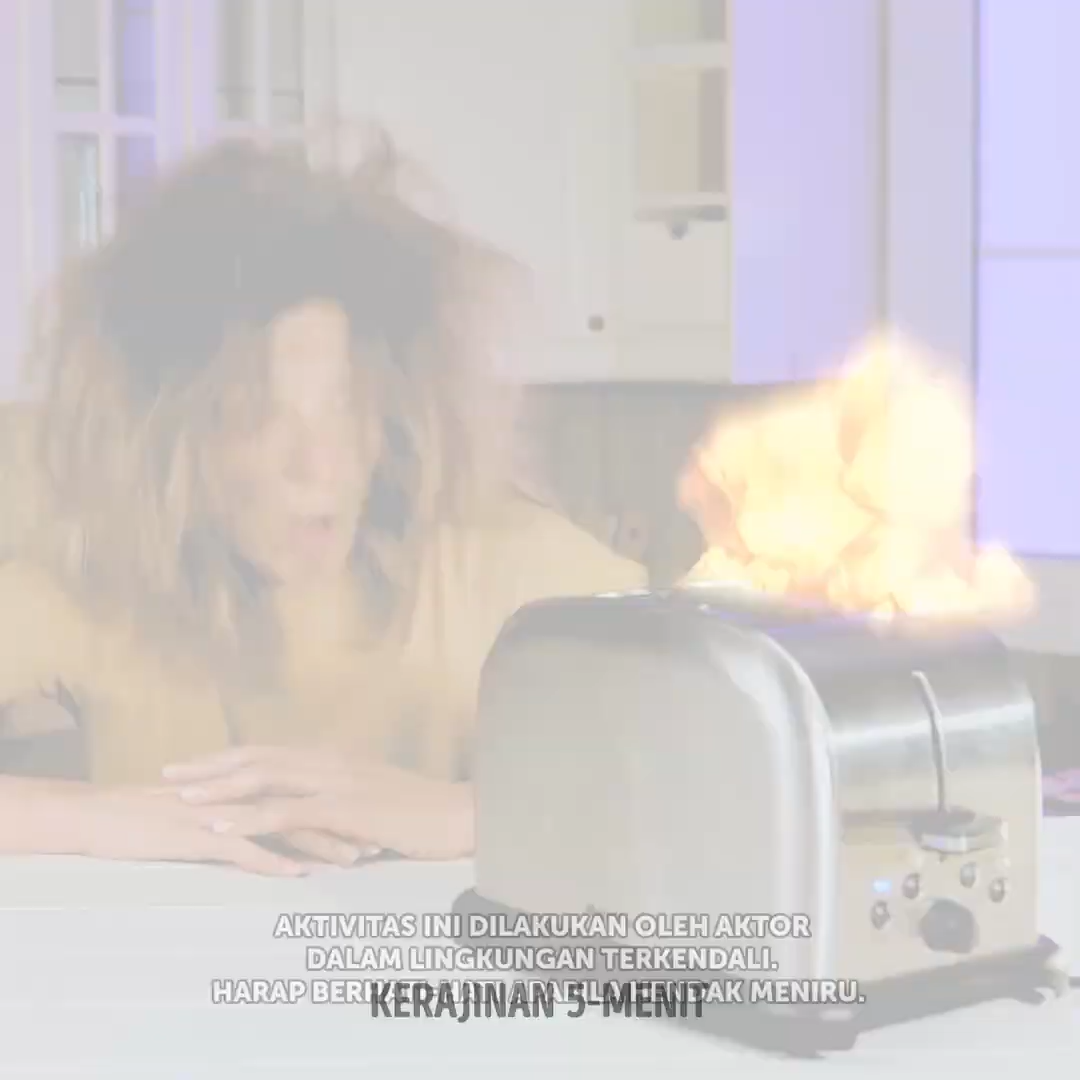 AKTIVITAS INI DILAKUKAN OLEH AKTOR
DALAM LINGKUNGAN TERKENDALI.
HARAP MENIRU.
KERAJINAN 5-MENIT